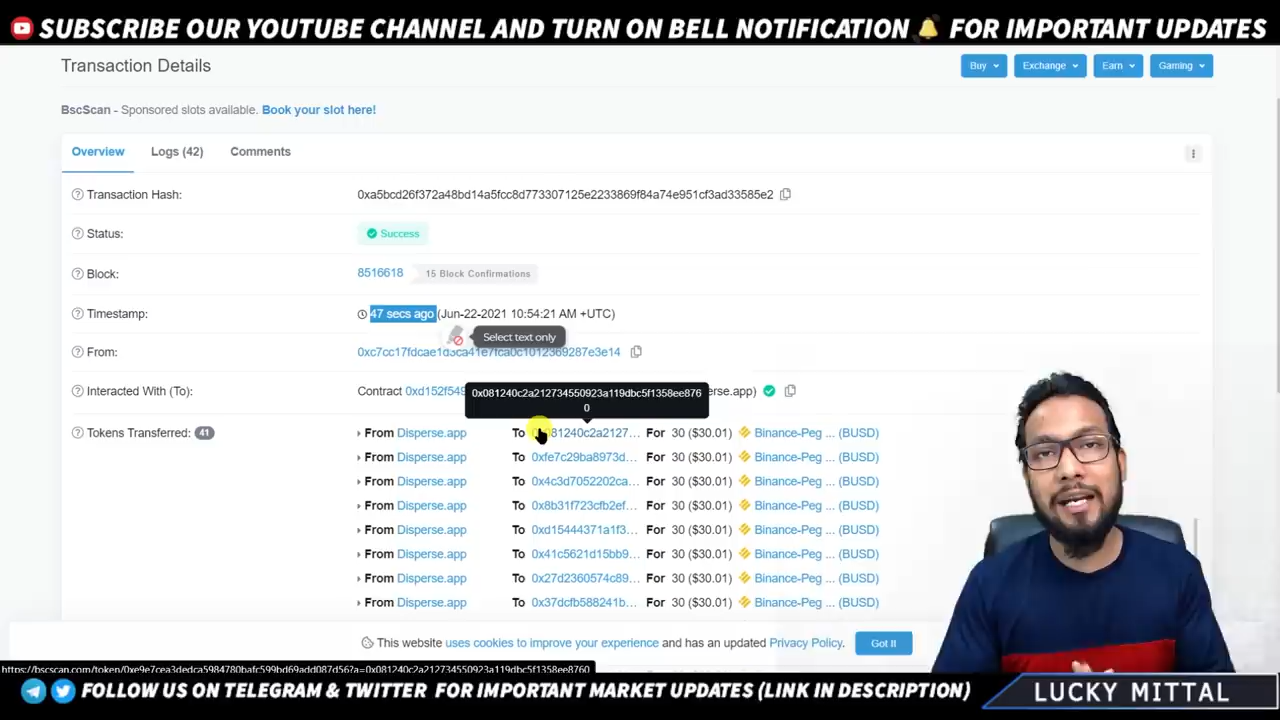 SUBSCRIBE OUR YOUTUBE CHANNEL AND TURN ON BELL NOTIFICATION FOR IMPORTANT UPDATES
Transaction Details
Buy Exchange Earn Gaming
BscScan - Sponsored slots available. Book your slot here!
Overview Logs (42) Comments
Transaction Hash: 0xa5bcd26f372a48bd14a5fcc8d773307125e2233869f84a74e951cf3ad33585e2
Status: Success
Block: 8516618 15 Block Confirmations
Timestamp: 47 secs ago (Jun-22-2021 10:54:21 AM +UTC)
Select text only
From: 0xc7cc17fdcae1d3ca41e7fca0c1012369287e3e14
Interacted With (To): Contract 0xd152f549 erse.app)
0x081240c2a212734550923a119dbc5f1358ee876
0
Tokens Transferred: 41
From Disperse.app To 0x081240c2a2127... For 30 ($30.01) Binance-Peg ... (BUSD)
From Disperse.app To 0xfe7c29ba8973d... For 30 ($30.01) Binance-Peg ... (BUSD)
From Disperse.app To 0x4c3d7052202ca... For 30 ($30.01) Binance-Peg ... (BUSD)
From Disperse.app To 0x8b31f723cfb2ef... For 30 ($30.01) Binance-Peg ... (BUSD)
From Disperse.app To 0xd15444371a1f3... For 30 ($30.01) Binance-Peg ... (BUSD)
From Disperse.app To 0x41c5621d15bb9... For 30 ($30.01) Binance-Peg ... (BUSD)
From Disperse.app To 0x27d2360574c89... For 30 ($30.01) Binance-Peg ... (BUSD)
From Disperse.app To 0x37dcfb588241b... For 30 ($30.01) Binance-Peg ... (BUSD)
This website uses cookies to improve your experience and has an updated Privacy Policy. Got It
https://bscscan.com/token/0xe9e7cea3dedca5984780bafc599bd69add087d56?a=0x081240c2a212734550923a119dbc5f1358ee8760
FOLLOW US ON TELEGRAM & TWITTER FOR IMPORTANT MARKET UPDATES (LINK IN DESCRIPTION)
LUCKY MITTAL